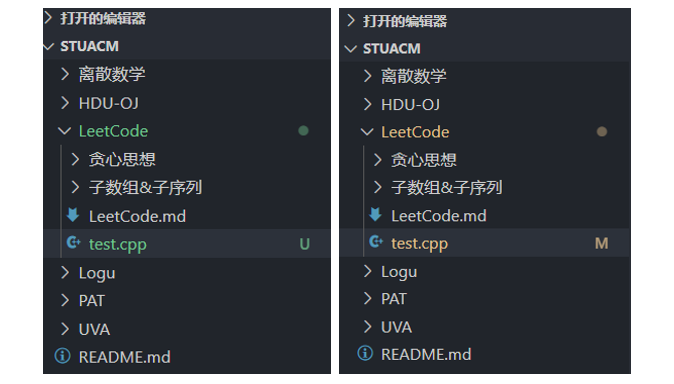 打开的编辑器
STUACM
离散数学
HDU-OJ
LeetCode
贪心思想
子数组&子序列
LeetCode.md
test.cpp U
Logu
PAT
UVA
README.md
打开的编辑器
STUACM
离散数学
HDU-OJ
LeetCode
贪心思想
子数组&子序列
LeetCode.md
test.cpp M
Logu
PAT
UVA
README.md